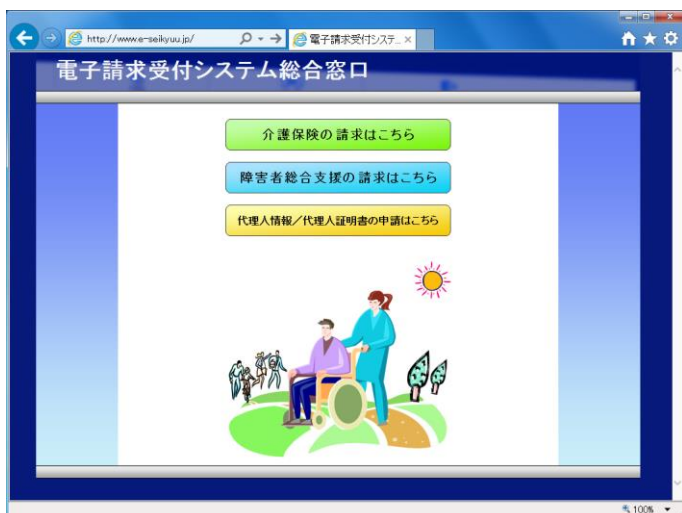 http://www.e-seikyuu.jp/
電子請求受付システ...
電子請求受付システム総合窓口
介護保険の請求はこちら
障害者総合支援の請求はこちら
代理人情報／代理人証明書の申請はこちら
100%